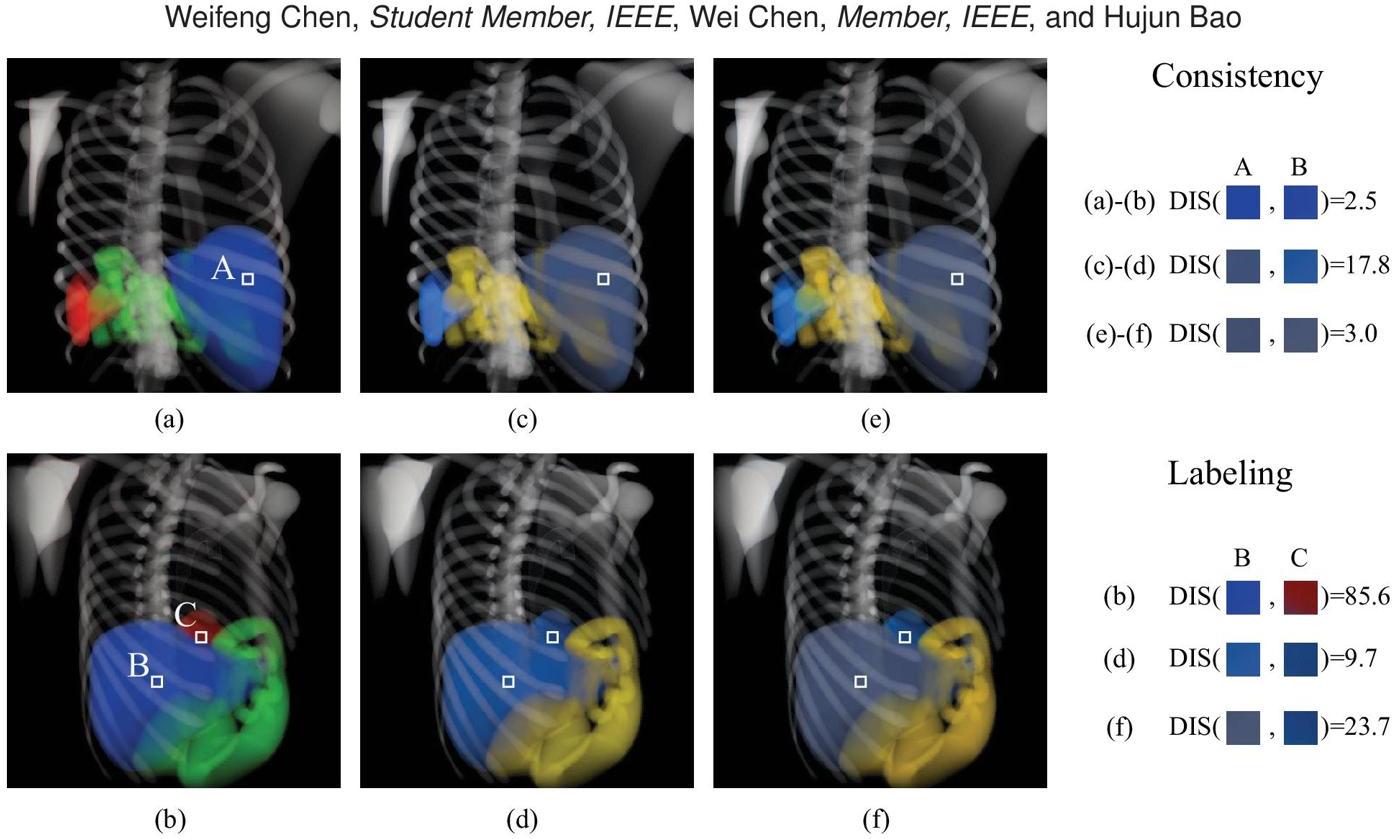 Weifeng Chen, Student Member, IEEE, Wei Chen, Member, IEEE, and Hujun Bao
A
(a)
(c)
(e)
Consistency
A B
(a)-(b) DIS( , )=2.5
(c)-(d) DIS( , )=17.8
(e)-(f) DIS( , )=3.0
C
B
(b)
(d)
(f)
Labeling
B C
(b) DIS( , )=85.6
(d) DIS( , )=9.7
(f) DIS( , )=23.7